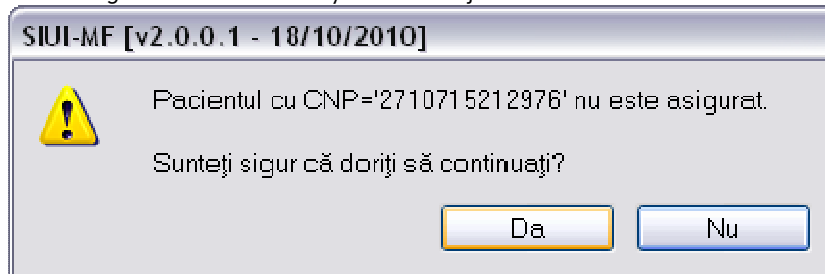 SIUI-MF [v2.0.0.1 - 18/10/2010]
Pacientul cu CNP='2710715212976' nu este asigurat.
Sunteţi sigur că doriţi să continuaţi?
Da
Nu